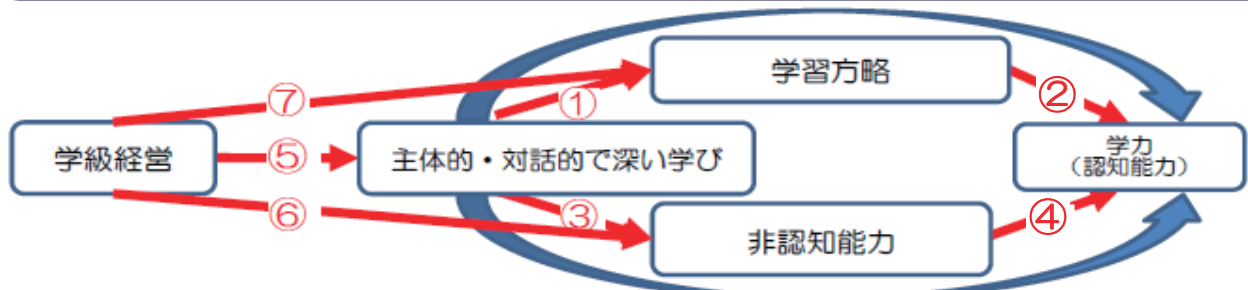 学習方略
⑦
①
②
学級経営
⑤
主体的・対話的で深い学び
学力
(認知能力)
⑥
③
④
非認知能力